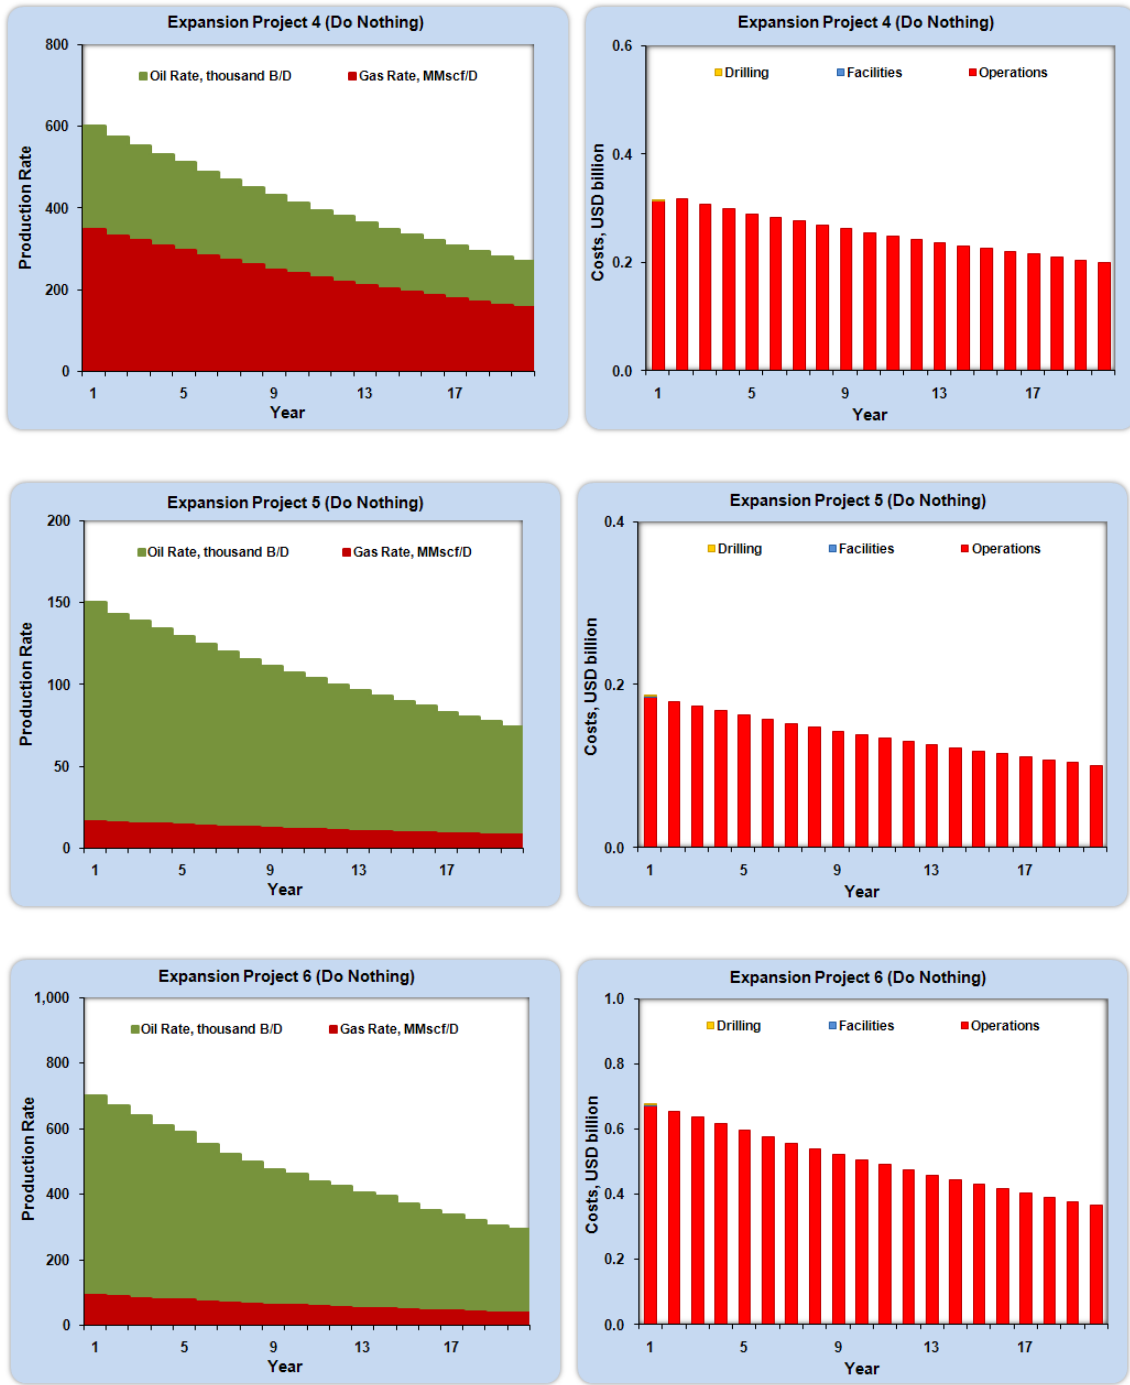 Expansion Project 4 (Do Nothing)
800
Oil Rate, thousand B/D Gas Rate, MMscf/D
600
400
200
0
Production Rate
1 5 9 13 17
Year
Expansion Project 4 (Do Nothing)
0.6
Drilling Facilities Operations
0.4
0.2
0.0
Costs, USD billion
1 5 9 13 17
Year
Expansion Project 5 (Do Nothing)
200
Oil Rate, thousand B/D Gas Rate, MMscf/D
150
100
50
0
Production Rate
1 5 9 13 17
Year
Expansion Project 5 (Do Nothing)
0.4
Drilling Facilities Operations
0.2
0.0
Costs, USD billion
1 5 9 13 17
Year
Expansion Project 6 (Do Nothing)
1,000
Oil Rate, thousand B/D Gas Rate, MMscf/D
800
600
400
200
0
Production Rate
1 5 9 13 17
Year
Expansion Project 6 (Do Nothing)
1.0
Drilling Facilities Operations
0.8
0.6
0.4
0.2
0.0
Costs, USD billion
1 5 9 13 17
Year